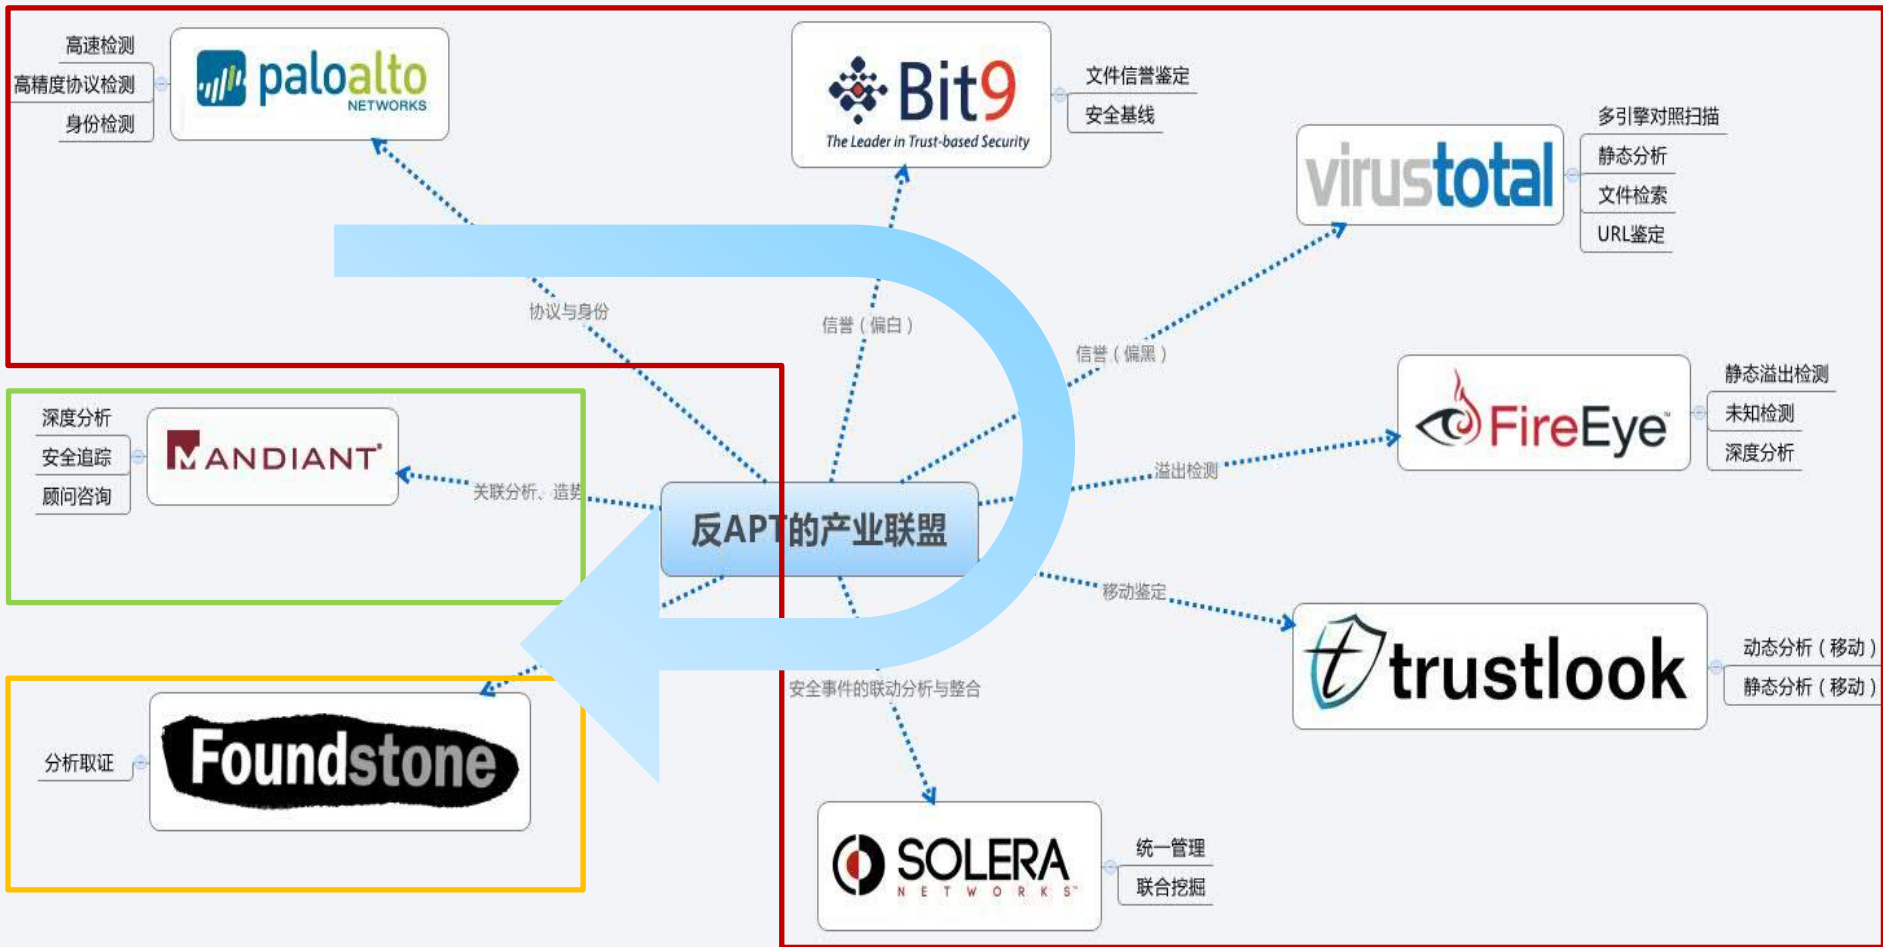 高速检测
高精度协议检测
身份检测
paloalto
NETWORKS
Bit9
The Leader in Trust-based Security
文件信誉鉴定
安全基线
virustotal
多引擎对照扫描
静态分析
文件检索
URL鉴定
协议与身份
信誉（偏白）
信誉（偏黑）
FireEye™
静态溢出检测
未知检测
深度分析
深度分析
安全追踪
顾问咨询
MANDIANT®
关联分析、造势
溢出检测
反APT的产业联盟
移动鉴定
trustlook
动态分析（移动）
静态分析（移动）
安全事件的联动分析与整合
分析取证
Foundstone
SOLERA
NETWORKS™
统一管理
联合挖掘